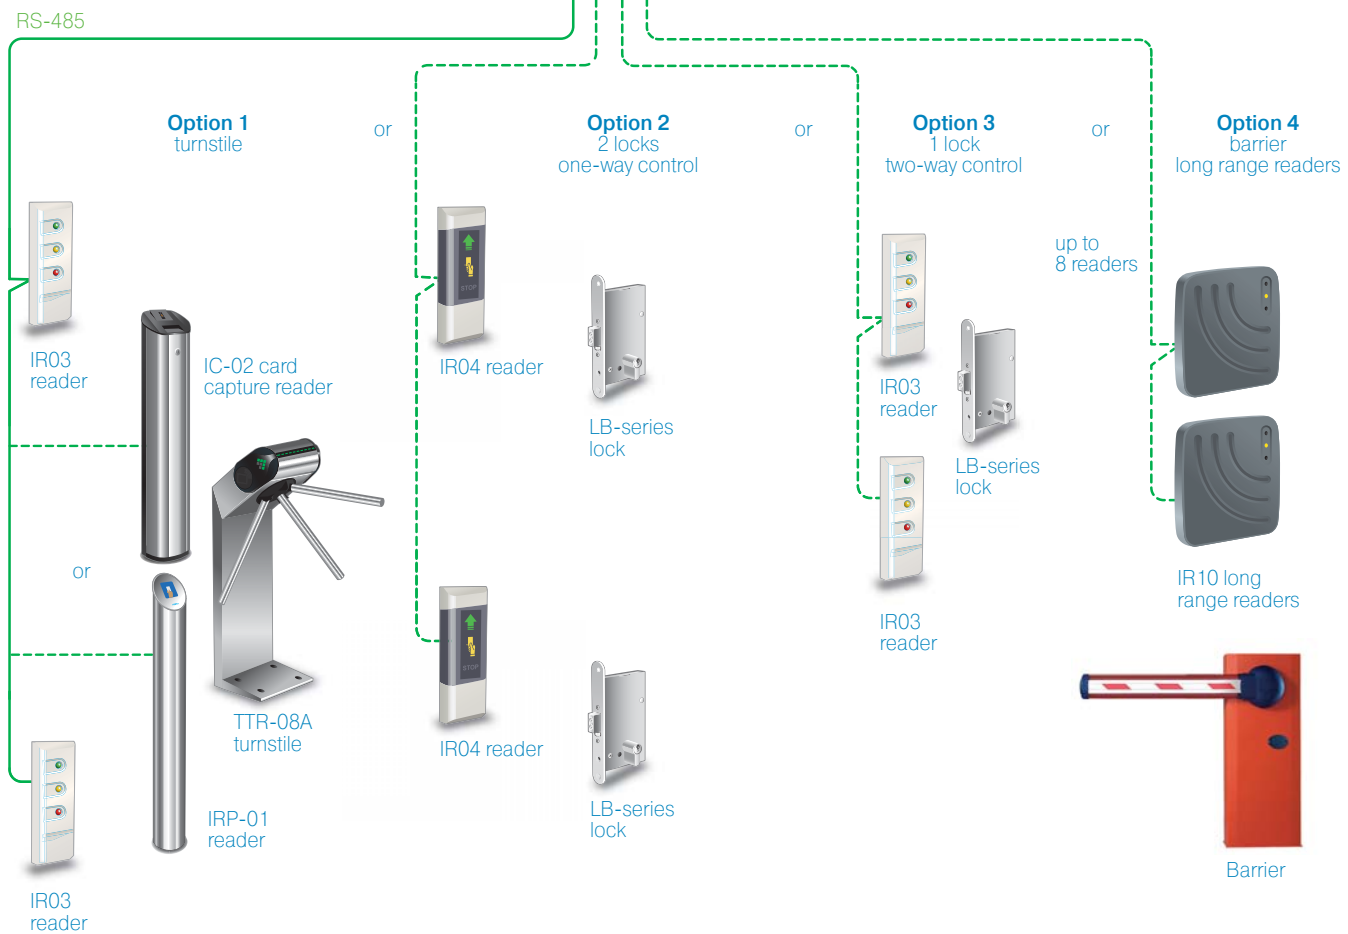 RS-485
Option 1
turnstile
or
Option 2
2 locks
one-way control
or
Option 3
1 lock
two-way control
or
Option 4
barrier
long range readers
IR03
reader
IC-02 card
capture reader
or
TTR-08A
turnstile
IRP-01
reader
IR03
reader
STOP
IR04 reader
LB-series
lock
STOP
IR04 reader
LB-series
lock
IR03
reader
LB-series
lock
IR03
reader
up to
8 readers
IR10 long
range readers
Barrier